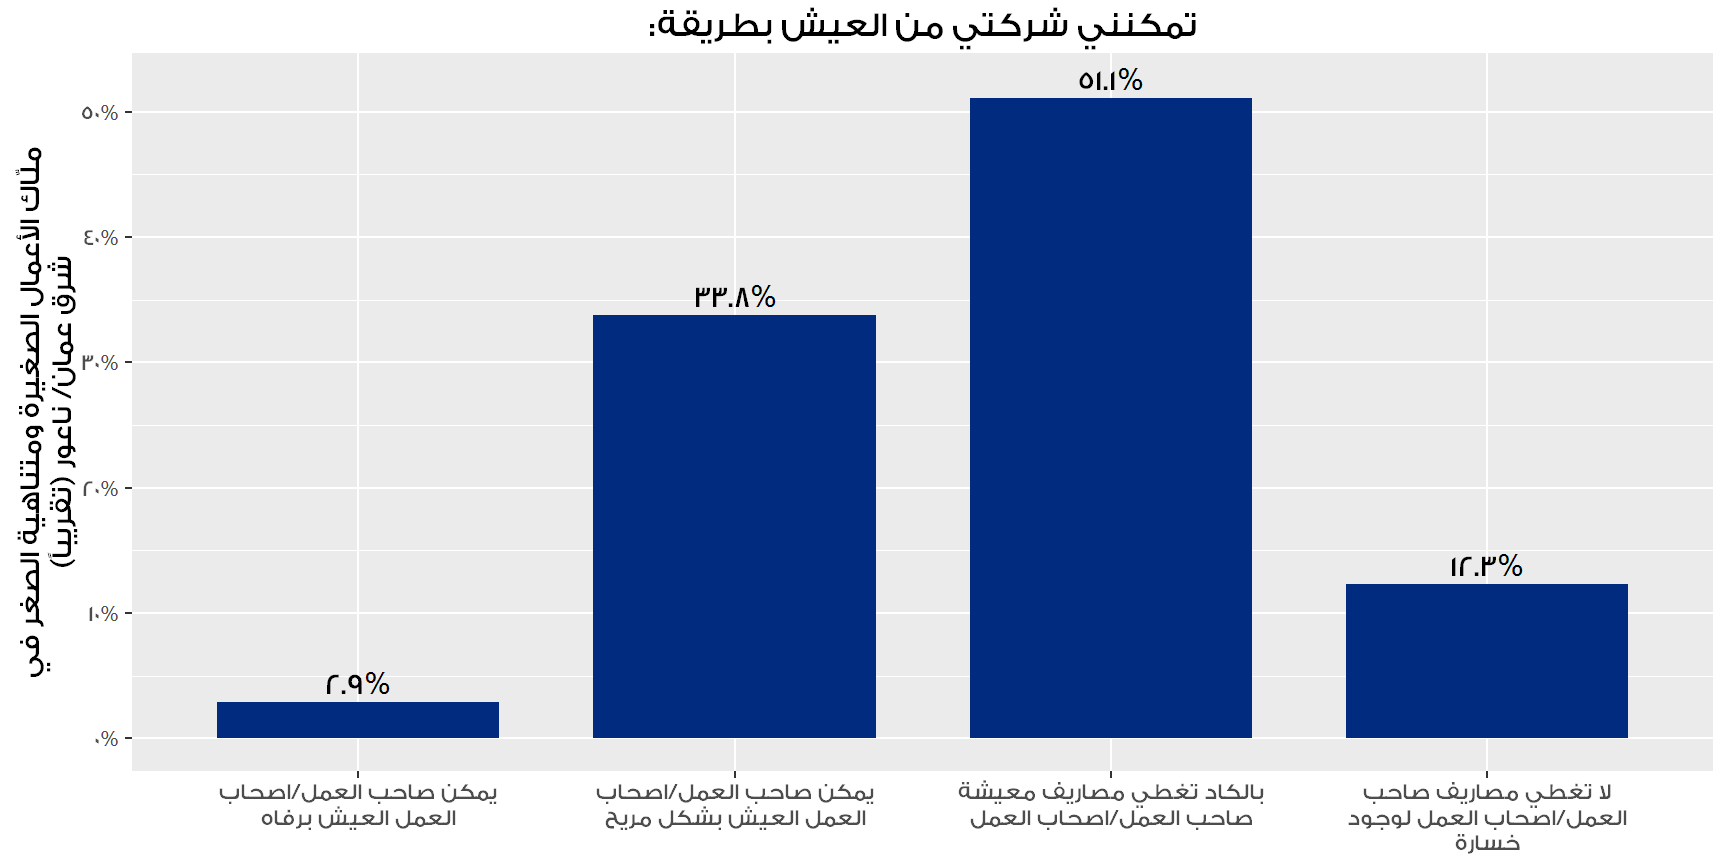 تمكنني شركتي من العيش بطريقة:
ملّاك الأعمال الصغيرة ومتناهية الصغر في
شرق عمان/ ناعور (تقريباً)
٥٠%
٤٠%
٣٠%
٢٠%
١٠%
٠%
٢.٩%
٣٣.٨%
٥١.١%
١٢.٣%
يمكن صاحب العمل/اصحاب
العمل العيش برفاه
يمكن صاحب العمل/اصحاب
العمل العيش بشكل مريح
بالكاد تغطي مصاريف معيشة
صاحب العمل/اصحاب العمل
لا تغطي مصاريف صاحب
العمل/اصحاب العمل لوجود
خسارة